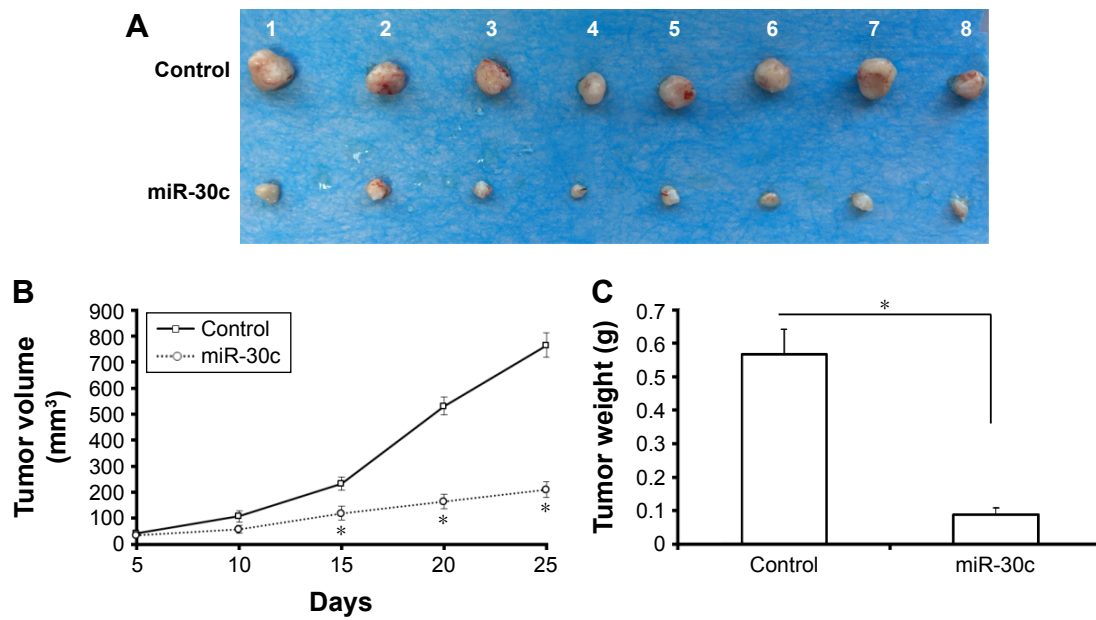 A
1 2 3 4 5 6 7 8
Control
miR-30c
B
900
800
700
600
500
400
300
200
100
0
Control
miR-30c
*
*
*
5 10 15 20 25
Tumor volume
(mm³)
Days
C
0.7
0.6
0.5
0.4
0.3
0.2
0.1
0
*
Tumor weight (g)
Control miR-30c